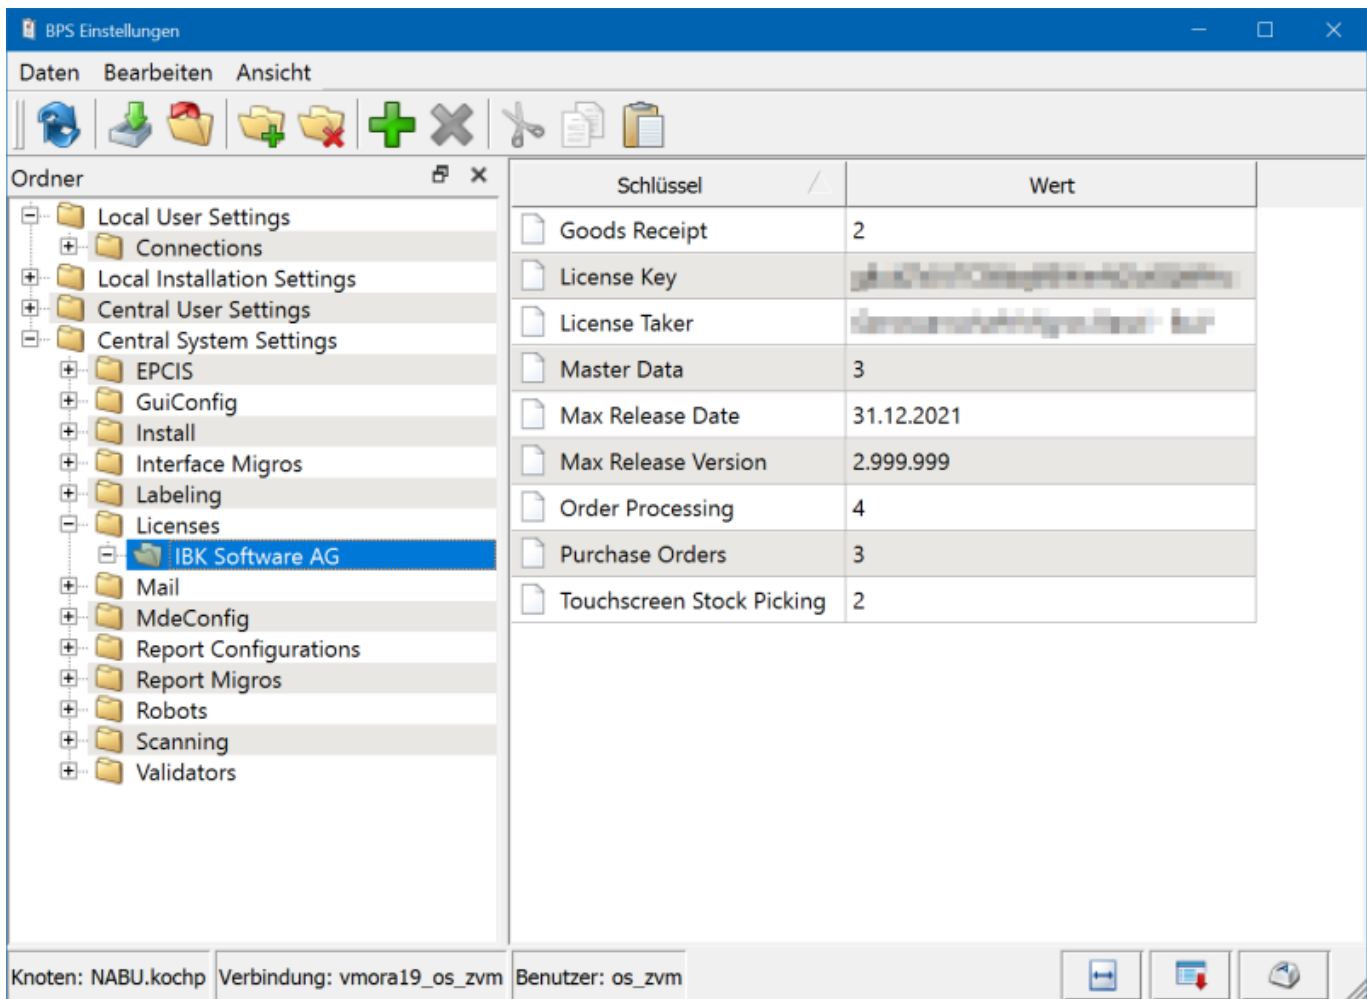 BPS Einstellungen
Daten Bearbeiten Ansicht
Ordner
Local User Settings
Connections
Local Installation Settings
Central User Settings
Central System Settings
EPCIS
GuiConfig
Install
Interface Migros
Labeling
Licenses
IBK Software AG
Mail
MdeConfig
Report Configurations
Report Migros
Robots
Scanning
Validators
Schlüssel Wert
Goods Receipt 2
License Key
License Taker
Master Data 3
Max Release Date 31.12.2021
Max Release Version 2.999.999
Order Processing 4
Purchase Orders 3
Touchscreen Stock Picking 2
Knoten: NABU.kochp Verbindung: vmora19_os_zvm Benutzer: os_zvm